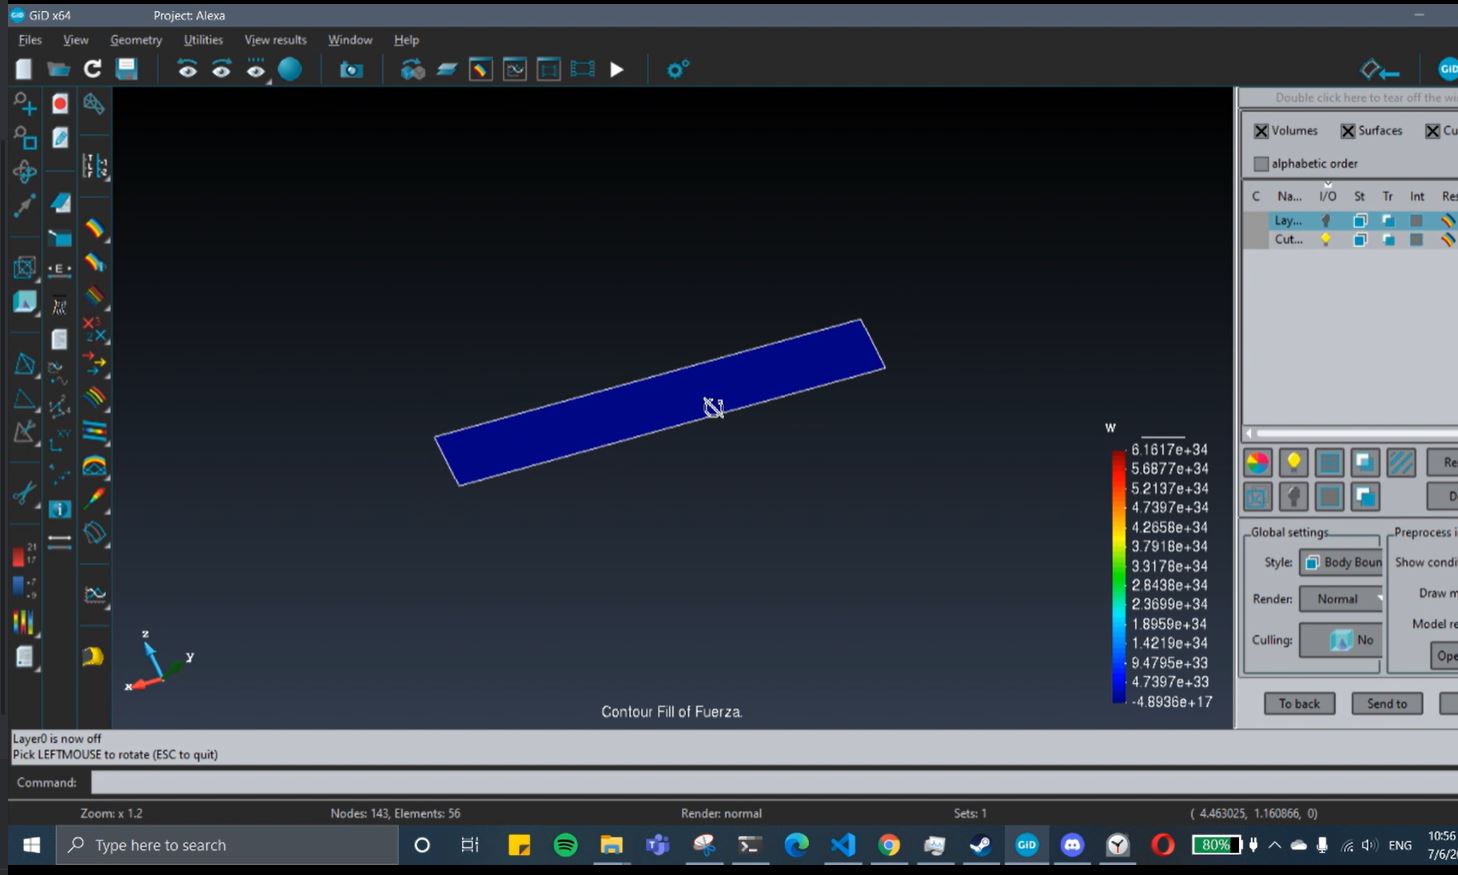 GiD x64 Project: Alexa
Files View Geometry Utilities View results Window Help
GiD
Double click here to tear off the wi
Volumes Surfaces Cu
alphabetic order
C Na... I/O St Tr Int Res
Lay...
Cut...
w
6.1617e+34
5.6877e+34
5.2137e+34
4.7397e+34
4.2658e+34
3.7918e+34
3.3178e+34
2.8438e+34
2.3699e+34
1.8959e+34
1.4219e+34
9.4795e+33
4.7397e+33
-4.8936e+17
z
y
x
Contour Fill of Fuerza.
Re
D
Global settings Preprocess i
Style: Body Boun Show condi
Render: Normal Draw m
Culling: No Model re
Ope
To back Send to
Layer0 is now off
Pick LEFTMOUSE to rotate (ESC to quit)
Command:
Zoom: x 1.2 Nodes: 143, Elements: 56 Render: normal Sets: 1 ( 4.463025, 1.160866, 0)
Type here to search GiD 80% ENG 10:56
7/6/2